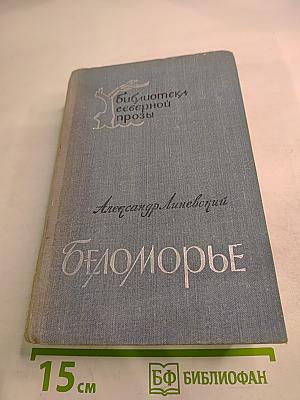 библиотека
северной
прозы
Александр Линевский
Беломорье
15 см
БФ БИБЛИОФАН